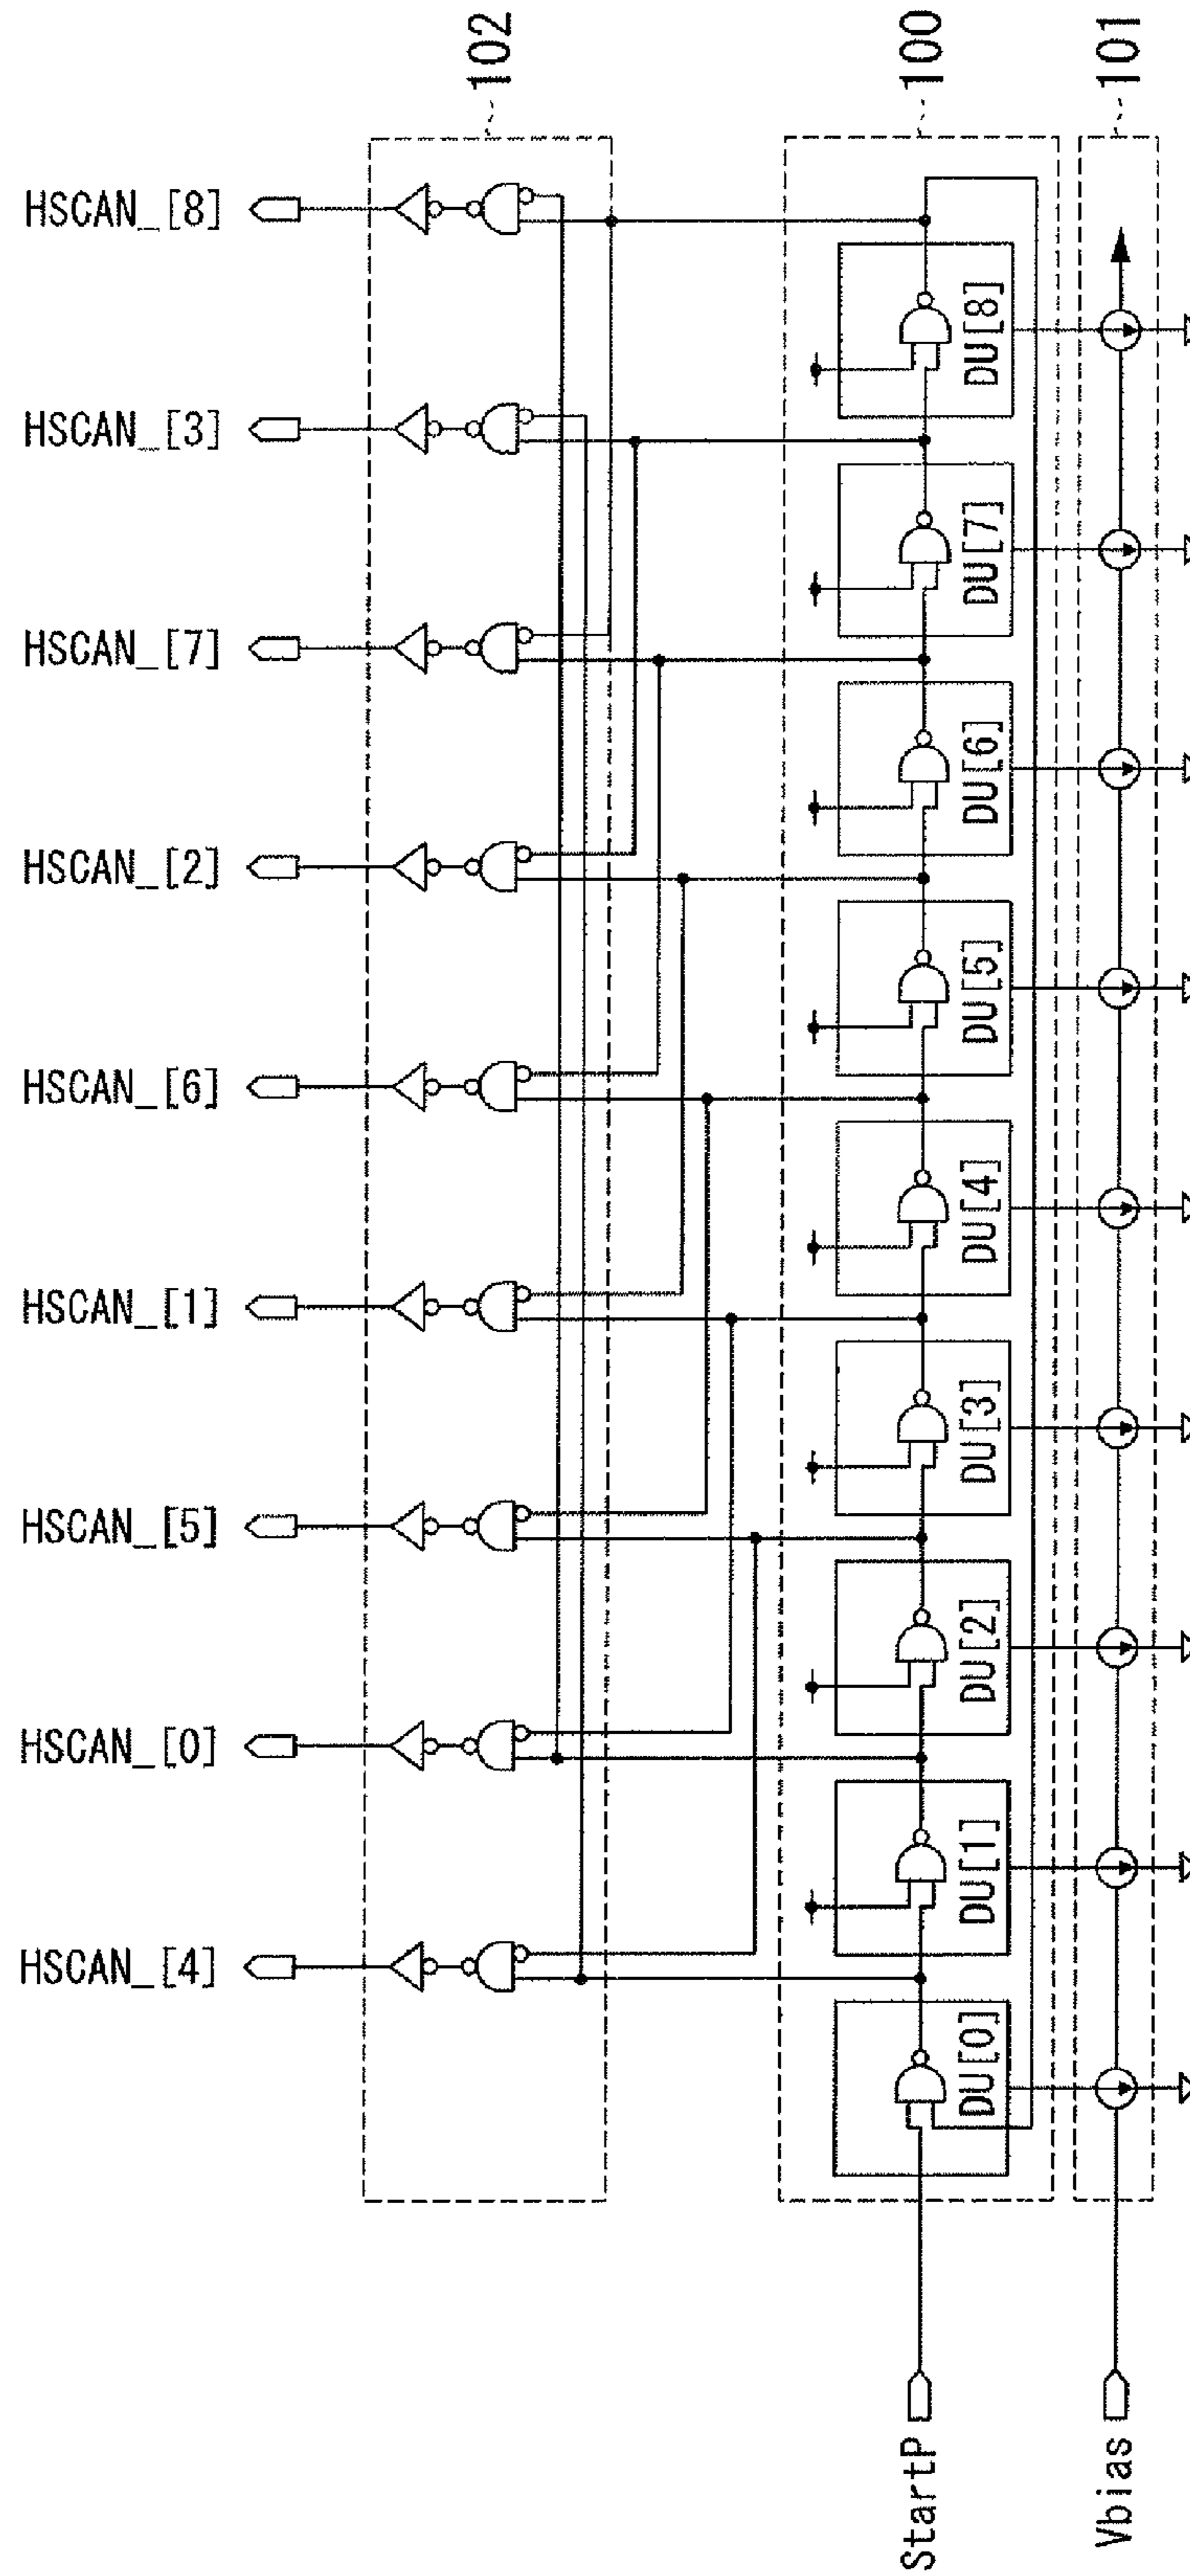 HSCAN_[4]
HSCAN_[0]
HSCAN_[5]
HSCAN_[1]
HSCAN_[6]
HSCAN_[2]
HSCAN_[7]
HSCAN_[3]
HSCAN_[8]
102
StartP
DU[0]
DU[1]
DU[2]
DU[3]
DU[4]
DU[5]
DU[6]
DU[7]
DU[8]
100
Vbias
101